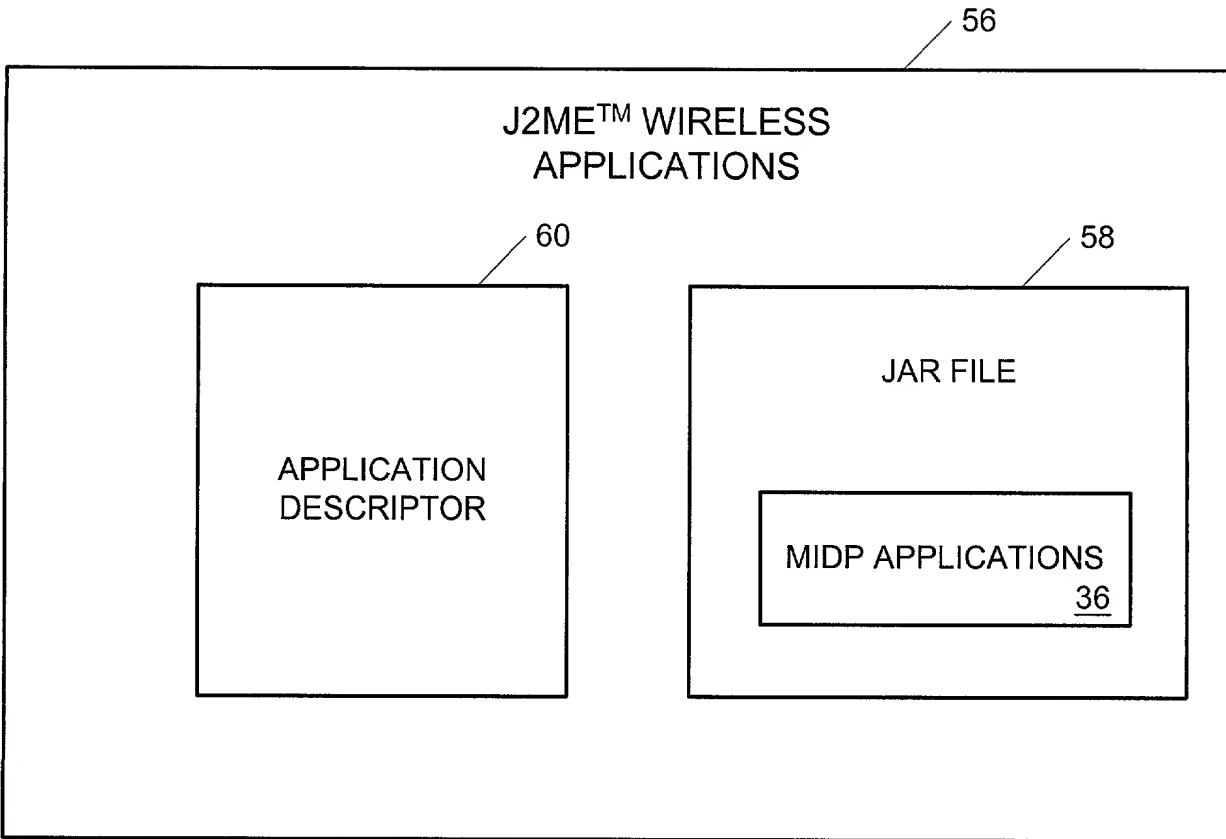 56
J2ME™ WIRELESS
APPLICATIONS
60
58
JAR FILE
APPLICATION
DESCRIPTOR
MIDP APPLICATIONS
36